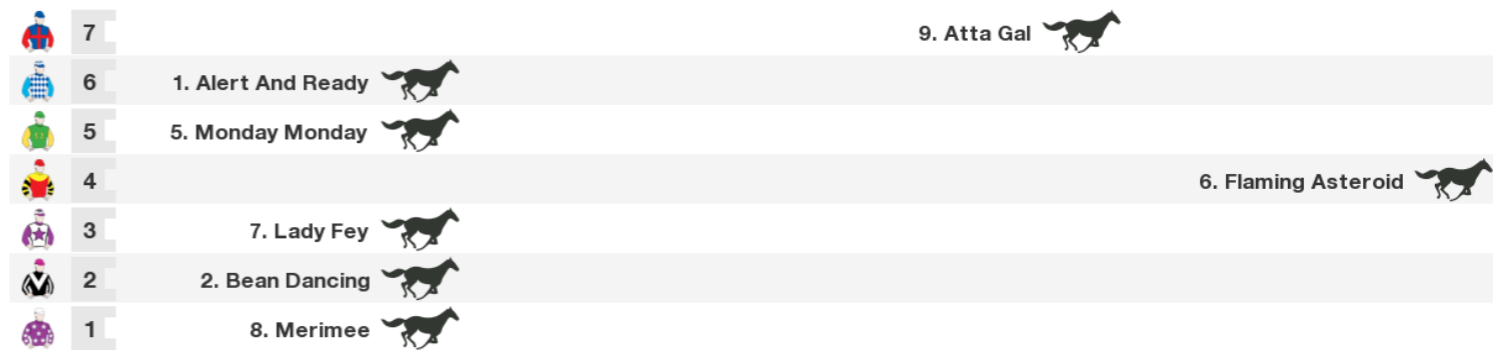 7 9. Atta Gal
6 1. Alert And Ready
5 5. Monday Monday
4 6. Flaming Asteroid
3 7. Lady Fey
2 2. Bean Dancing
1 8. Merimee